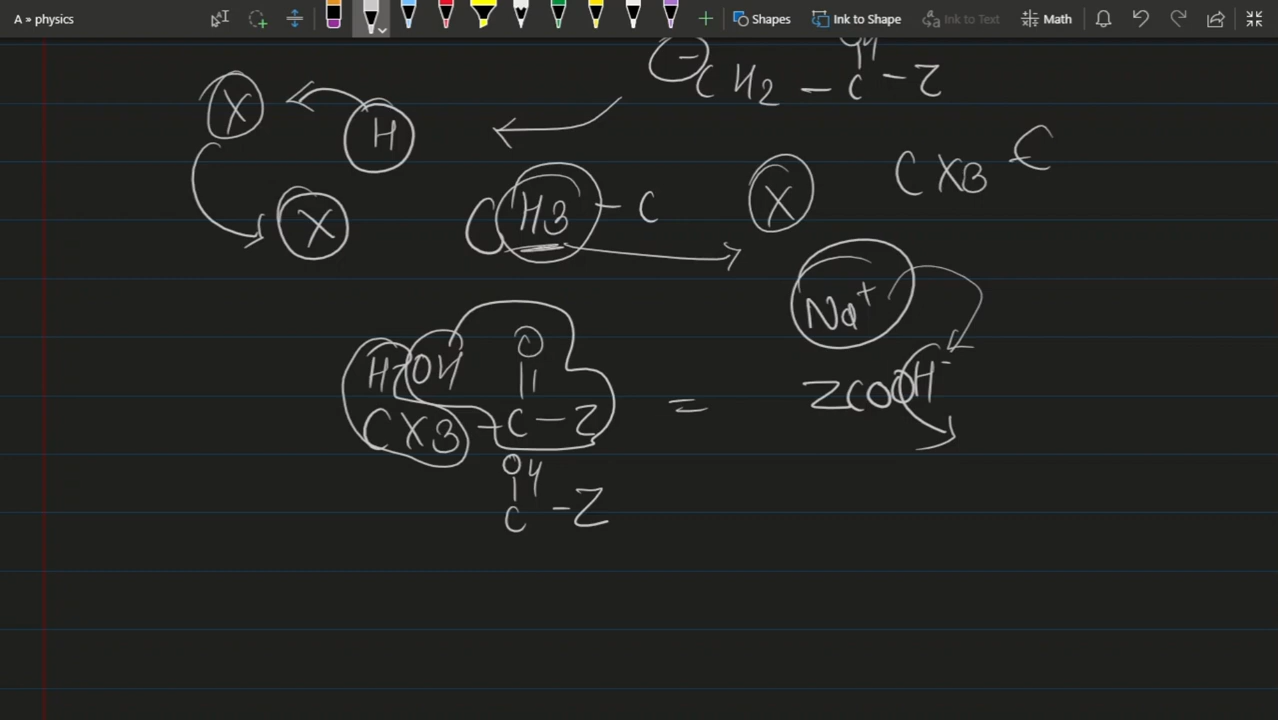 A » physics
Shapes
Ink to Shape
Ink to Text
Math
CH2 – C – Z
X
H
CX3
X
CH3 – C
X
Na+
O
H OH
CX3 – C – Z
=
ZCOOH-
OH
C – Z